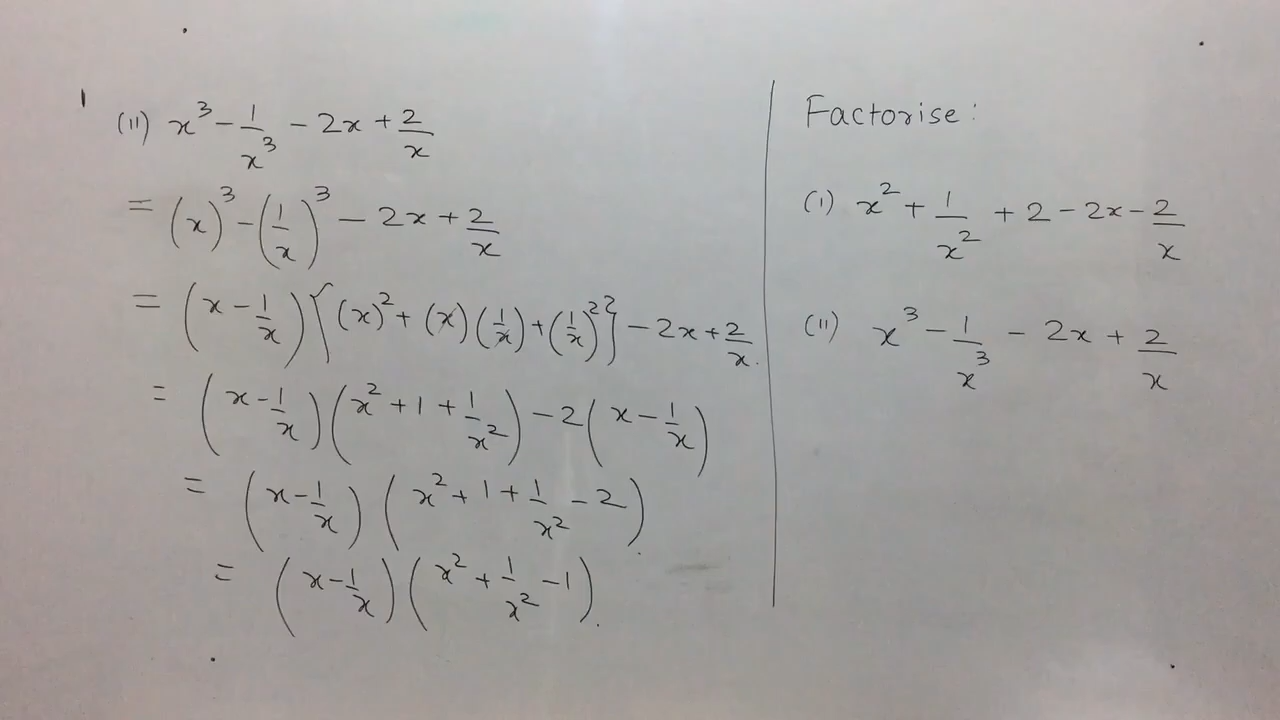 (II) x³ - 1/x³ - 2x + 2/x
= (x)³ - (1/x)³ - 2x + 2/x
= (x - 1/x) {(x)² + (x)(1/x) + (1/x)²} - 2x + 2/x.
= (x - 1/x)(x² + 1 + 1/x²) - 2(x - 1/x)
= (x - 1/x) (x² + 1 + 1/x² - 2).
= (x - 1/x)(x² + 1/x² - 1).
Factorise:
(I) x² + 1/x² + 2 - 2x - 2/x
(II) x³ - 1/x³ - 2x + 2/x